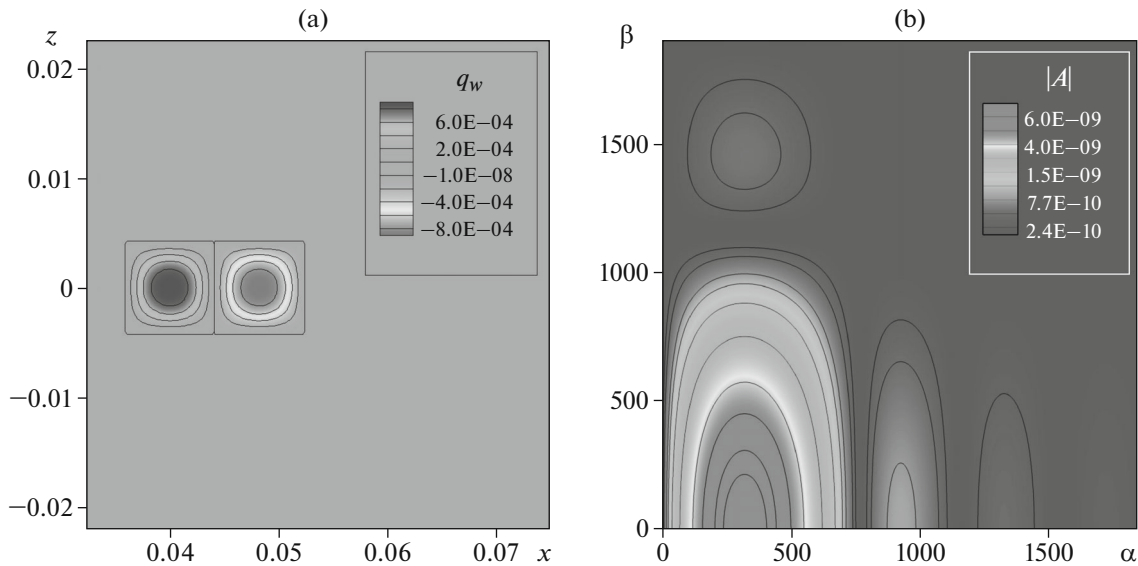 (a)
z
0.02
0.01
0
−0.01
−0.02
0.04
0.05
0.06
0.07
x
q_w
6.0E−04
2.0E−04
−1.0E−08
−4.0E−04
−8.0E−04
(b)
β
1500
1000
500
0
0
500
1000
1500
α
|A|
6.0E−09
4.0E−09
1.5E−09
7.7E−10
2.4E−10